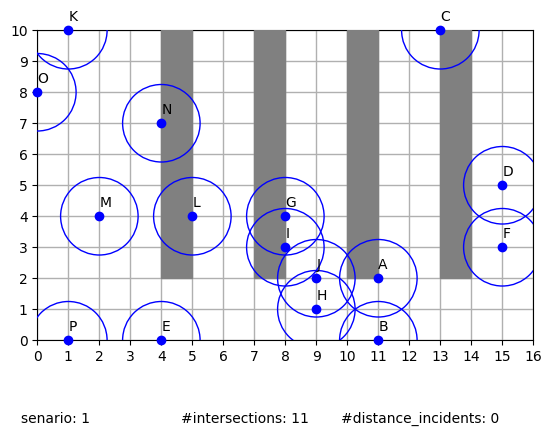 K
C
10
9
O
8
N
7
6
D
5
M
L
G
4
I
F
3
J
A
2
H
1
P
E
B
0
0 1 2 3 4 5 6 7 8 9 10 11 12 13 14 15 16
senario: 1 #intersections: 11 #distance_incidents: 0